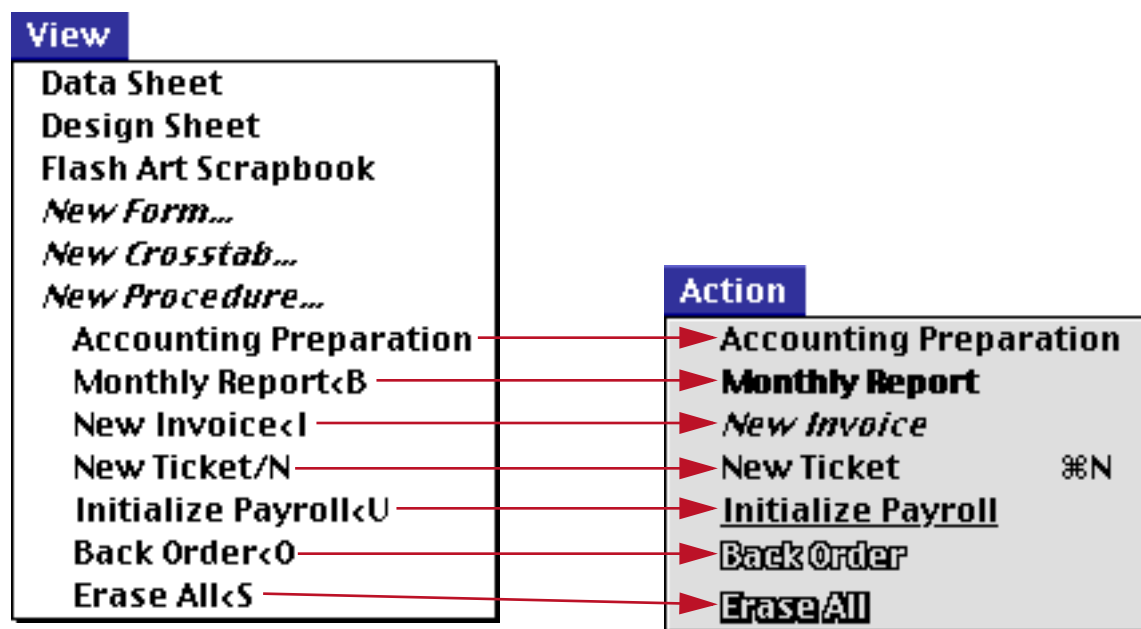 View
Data Sheet
Design Sheet
Flash Art Scrapbook
New Form...
New Crosstab...
New Procedure...
Accounting Preparation
Monthly Report<B
New Invoice<I
New Ticket/N
Initialize Payroll<U
Back Order<O
Erase All<S
Action
Accounting Preparation
Monthly Report
New Invoice
New Ticket ⌘N
Initialize Payroll
Back Order
Erase All